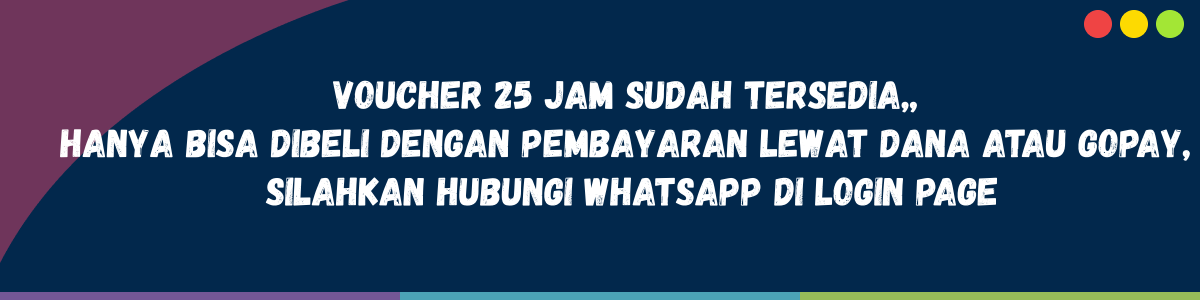 VOUCHER 25 JAM SUDAH TERSEDIA,,
HANYA BISA DIBELI DENGAN PEMBAYARAN LEWAT DANA ATAU GOPAY,
SILAHKAN HUBUNGI WHATSAPP DI LOGIN PAGE